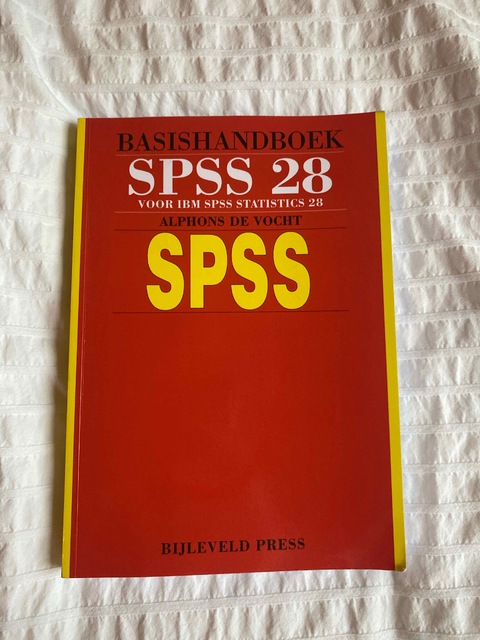 BASISHANDBOEK
SPSS 28
VOOR IBM SPSS STATISTICS 28
ALPHONS DE VOCHT
SPSS
BIJLEVELD PRESS